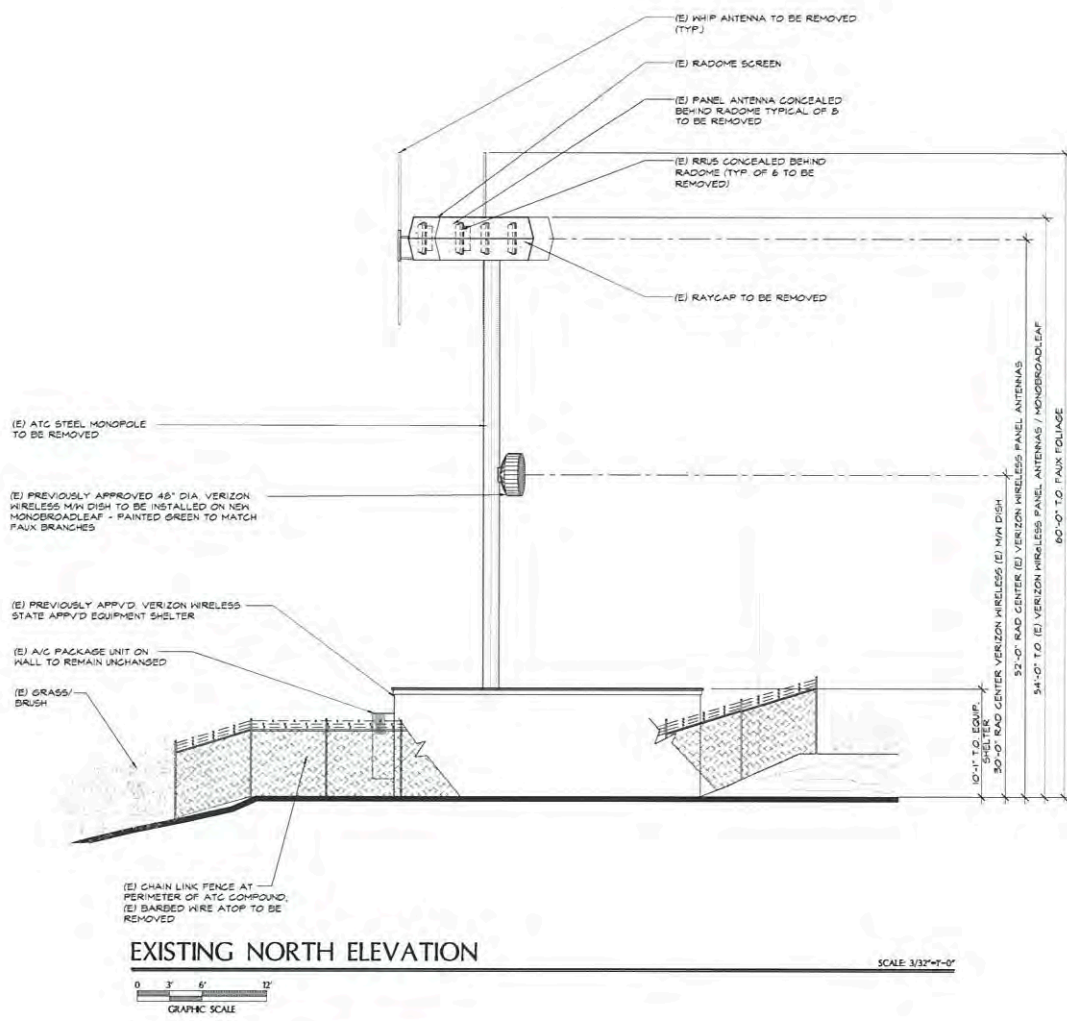 (E) WHIP ANTENNA TO BE REMOVED
(TYP.)
(E) RADOME SCREEN
(E) PANEL ANTENNA CONCEALED
BEHIND RADOME TYPICAL OF 8
TO BE REMOVED
(E) RRUS CONCEALED BEHIND
RADOME (TYP. OF 6 TO BE
REMOVED)
(E) RAYCAP TO BE REMOVED
(E) ATC STEEL MONOPOLE
TO BE REMOVED
(E) PREVIOUSLY APPROVED 48" DIA. VERIZON
WIRELESS M/W DISH TO BE INSTALLED ON NEW
MONOBROADLEAF - PAINTED GREEN TO MATCH
FAUX BRANCHES
(E) PREVIOUSLY APPV'D. VERIZON WIRELESS
STATE APPV'D EQUIPMENT SHELTER
(E) A/C PACKAGE UNIT ON
WALL TO REMAIN UNCHANGED
(E) GRASS/
BRUSH
(E) CHAIN LINK FENCE AT
PERIMETER OF ATC COMPOUND,
(E) BARBED WIRE ATOP TO BE
REMOVED
10'-1" T.O. EQUIP.
SHELTER
30'-0" RAD CENTER VERIZON WIRELESS (E) M/W DISH
52'-0" RAD CENTER (E) VERIZON WIRELESS PANEL ANTENNAS
54'-0" T.O. (E) VERIZON WIRELESS PANEL ANTENNAS / MONOBROADLEAF
60'-0" T.O. FAUX FOLIAGE
EXISTING NORTH ELEVATION
SCALE: 3/32"=1'-0"
0 3' 6' 12'
GRAPHIC SCALE